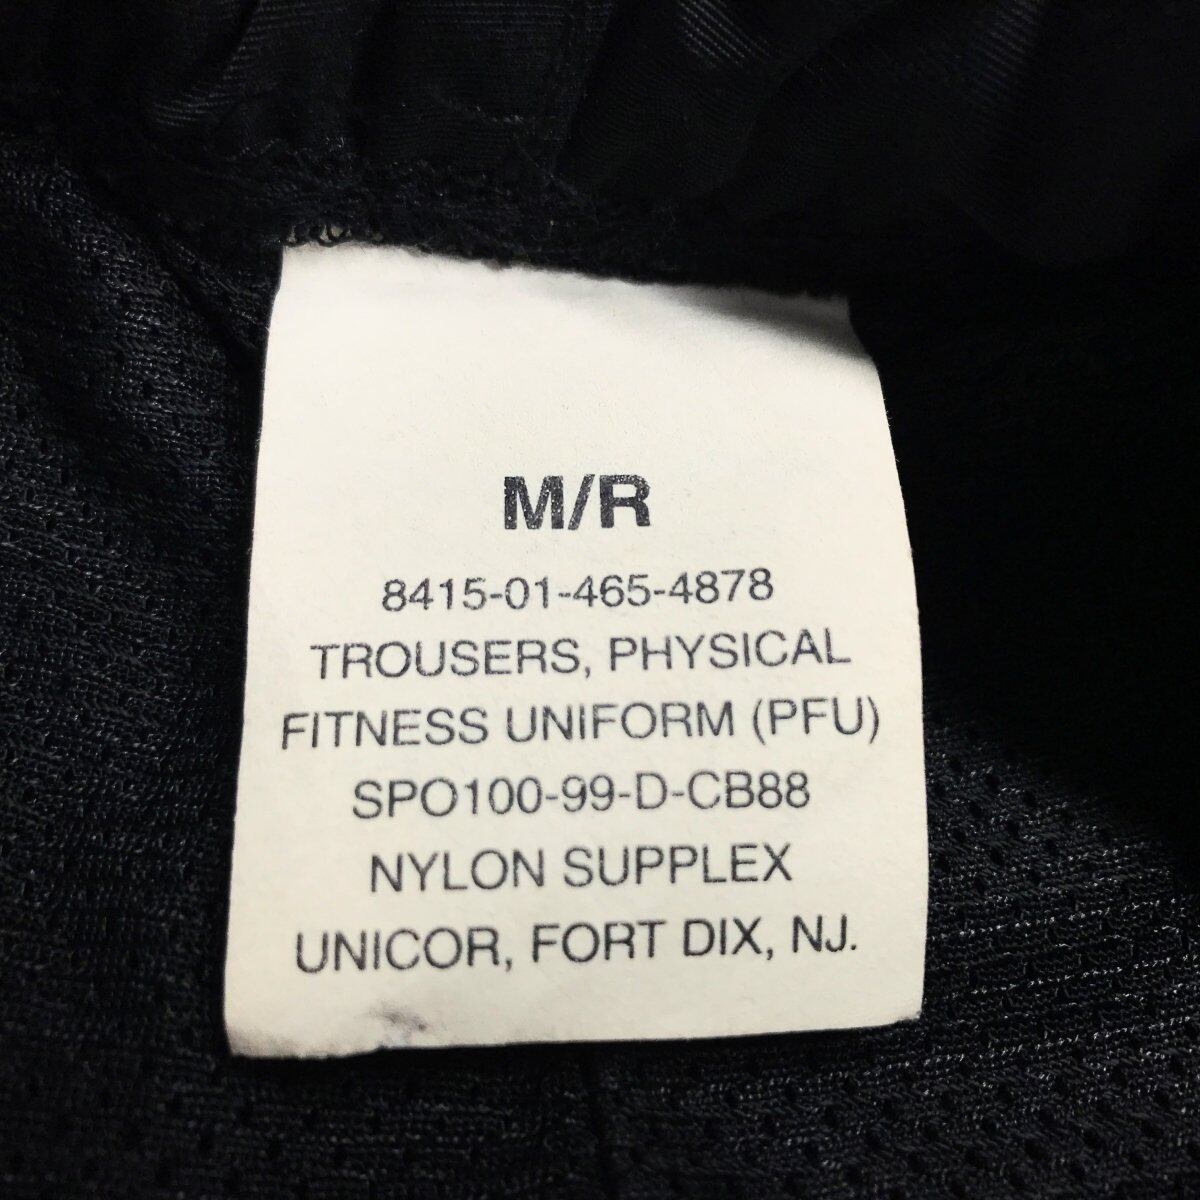 M/R
8415-01-465-4878
TROUSERS, PHYSICAL
FITNESS UNIFORM (PFU)
SPO100-99-D-CB88
NYLON SUPPLEX
UNICOR, FORT DIX, NJ.